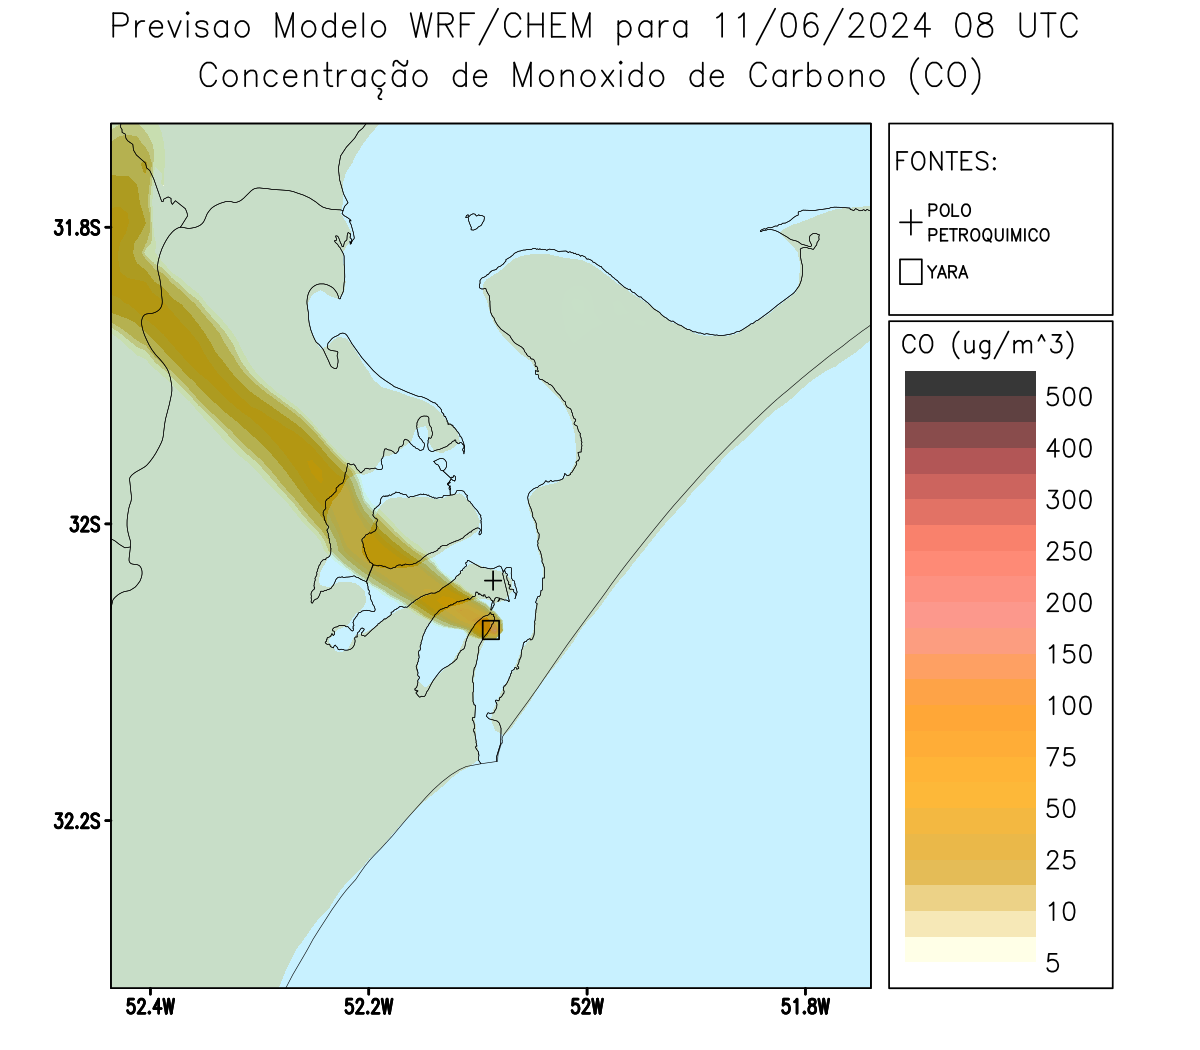 Previsao Modelo WRF/CHEM para 11/06/2024 08 UTC
Concentração de Monoxido de Carbono (CO)
FONTES:
POLO
PETROQUIMICO
YARA
CO (ug/m^3)
500
400
300
250
200
150
100
75
50
25
10
5
31.8S
32S
32.2S
52.4W
52.2W
52W
51.8W